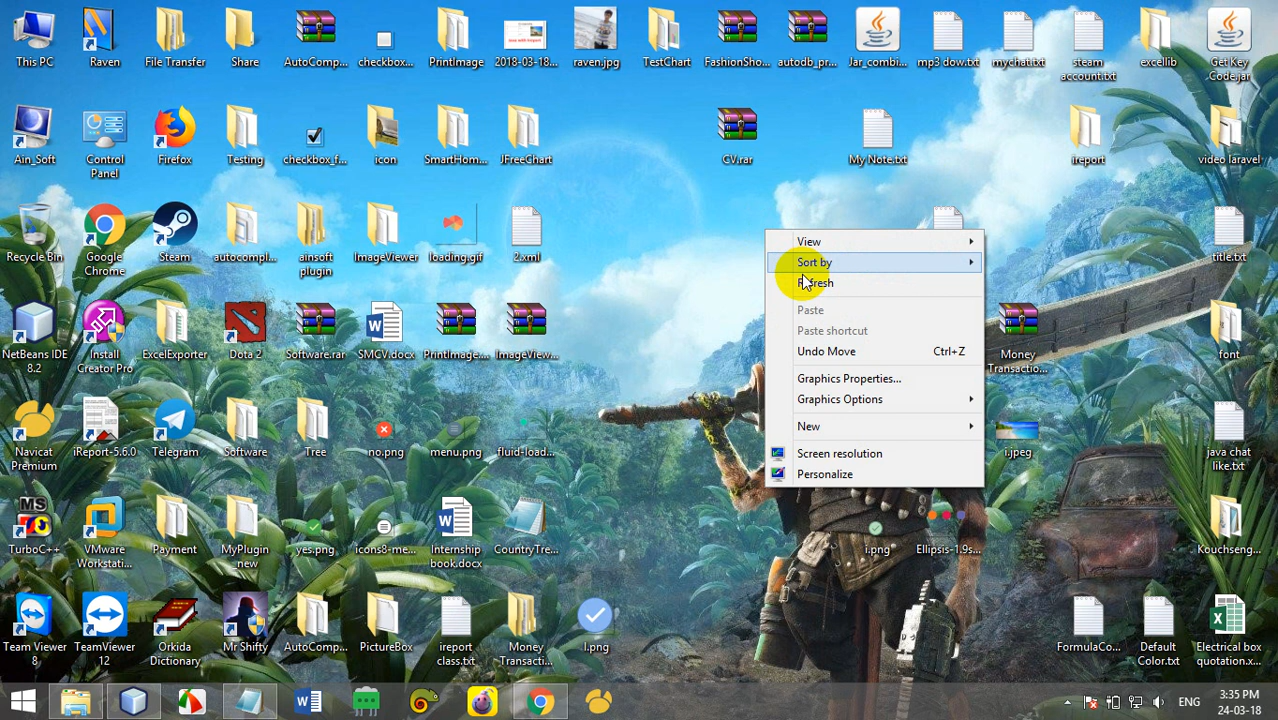 This PC
Raven
File Transfer
Share
AutoComp...
checkbox...
PrintImage
2018-03-18...
raven.jpg
TestChart
FashionSho...
autodb_pr...
Jar_combi...
mp3 dow.txt
mychat.txt
steam
account.txt
excellib
Get Key
Code.jar
Ain_Soft
Control
Panel
Firefox
Testing
checkbox_f...
icon
SmartHom...
JFreeChart
CV.rar
My Note.txt
ireport
video laravel
Recycle Bin
Google
Chrome
Steam
autocompl...
ainsoft
plugin
ImageViewer
loading.gif
2.xml
title.txt
View
Sort by
Refresh
Paste
Paste shortcut
Undo Move Ctrl+Z
Graphics Properties...
Graphics Options
New
Screen resolution
Personalize
NetBeans IDE
8.2
Install
Creator Pro
ExcelExporter
Dota 2
Software.rar
SMCV.docx
PrintImage...
ImageView...
Money
Transactio...
font
Navicat
Premium
iReport-5.6.0
Telegram
Software
Tree
no.png
menu.png
fluid-load...
i.jpeg
java chat
like.txt
MS
TurboC++
VMware
Workstati...
Payment
MyPlugin
_new
yes.png
icons8-me...
Internship
book.docx
CountryTre...
i.png
Ellipsis-1.9s...
Kouchseng...
Team Viewer
8
TeamViewer
12
Orkida
Dictionary
Mr Shifty
AutoComp...
PictureBox
ireport
class.txt
Money
Transacti...
l.png
FormulaCo...
Default
Color.txt
Electrical box
quotation.x...
ENG
3:35 PM
24-03-18